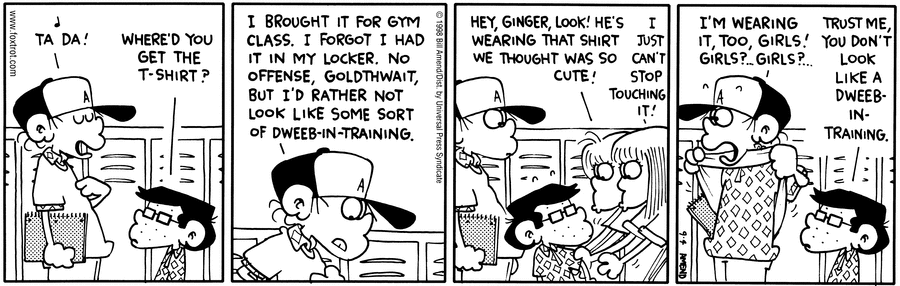 www.foxtrot.com
TA DA!
WHERE'D YOU
GET THE
T-SHIRT?
I BROUGHT IT FOR GYM
CLASS. I FORGOT I HAD
IT IN MY LOCKER. NO
OFFENSE, GOLDTHWAIT,
BUT I'D RATHER NOT
LOOK LIKE SOME SORT
OF DWEEB-IN-TRAINING.
A
A
© 1998 Bill Amend/Dist. by Universal Press Syndicate
HEY, GINGER, LOOK! HE'S
WEARING THAT SHIRT
WE THOUGHT WAS SO
CUTE!
I
JUST
CAN'T
STOP
TOUCHING
IT!
I'M WEARING
IT, TOO, GIRLS!
GIRLS?... GIRLS?...
A
TRUST ME,
YOU DON'T
LOOK
LIKE A
DWEEB-
IN-
TRAINING.
AMEND